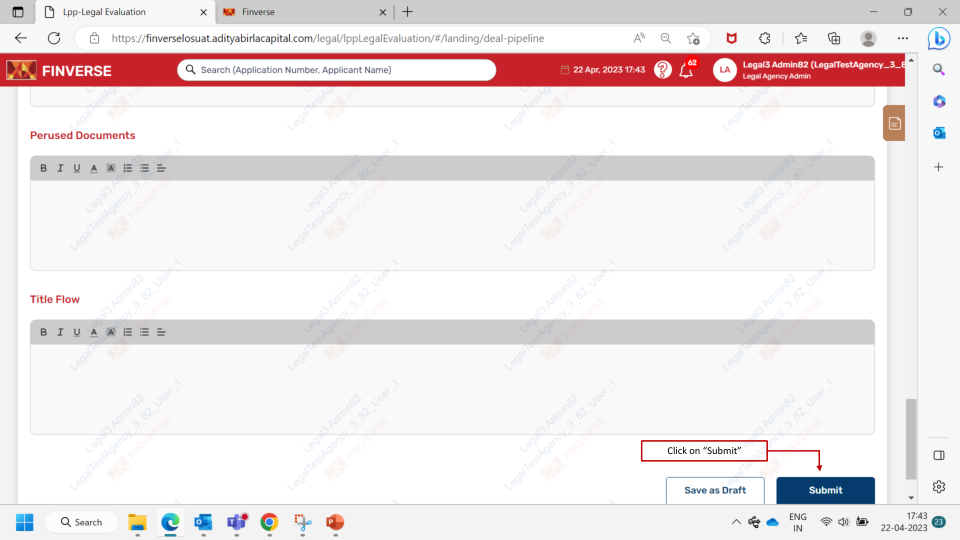 Lpp-Legal Evaluation
Finverse
https://finverselosuat.adityabirlacapital.com/legal/lppLegalEvaluation/#/landing/deal-pipeline
FINVERSE
Search (Application Number, Applicant Name)
22 Apr, 2023 17:43
62
LA
Legal3 Admin82 (LegalTestAgency_3_8
Legal Agency Admin
Perused Documents
B I U A A
Title Flow
B I U A A
Click on “Submit”
Save as Draft
Submit
Legal3 Admin82
LegalTestAgency_3_82_User_1
FINVERSE
Search
ENG
IN
17:43
22-04-2023
23